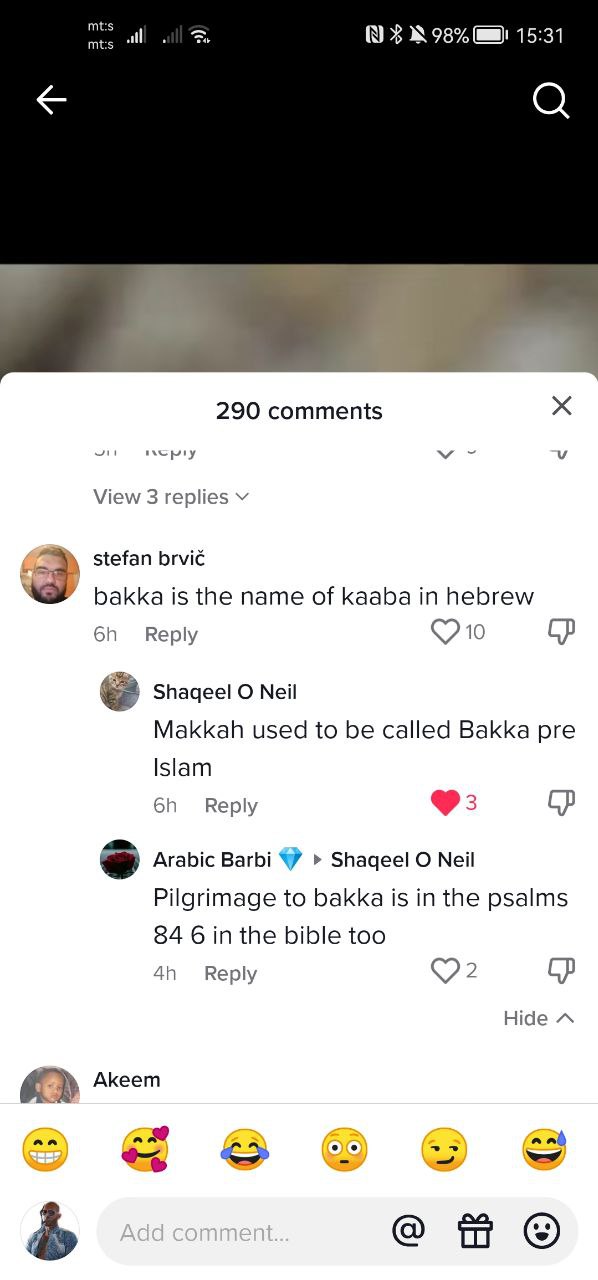 mt:s
mt:s
98% 15:31
290 comments
Reply
View 3 replies
stefan brvič
bakka is the name of kaaba in hebrew
6h Reply 10
Shaqeel O Neil
Makkah used to be called Bakka pre
Islam
6h Reply 3
Arabic Barbi 💎 Shaqeel O Neil
Pilgrimage to bakka is in the psalms
84 6 in the bible too
4h Reply 2
Hide
Akeem
Add comment... @